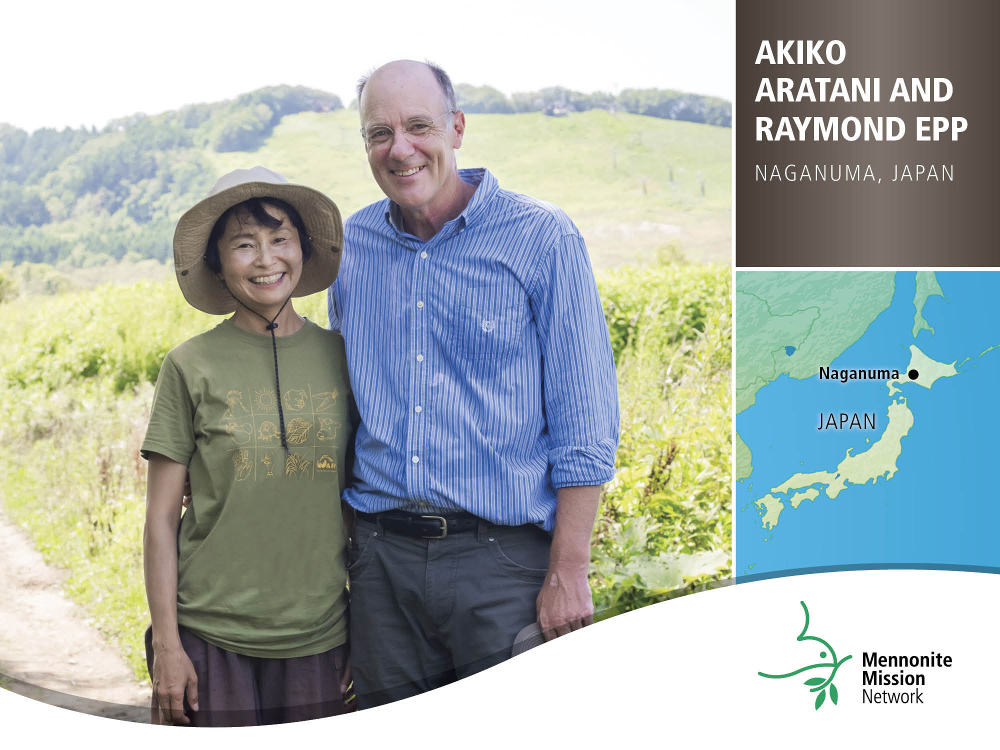 AKIKO
ARATANI AND
RAYMOND EPP
NAGANUMA, JAPAN
Naganuma
JAPAN
Mennonite
Mission
Network